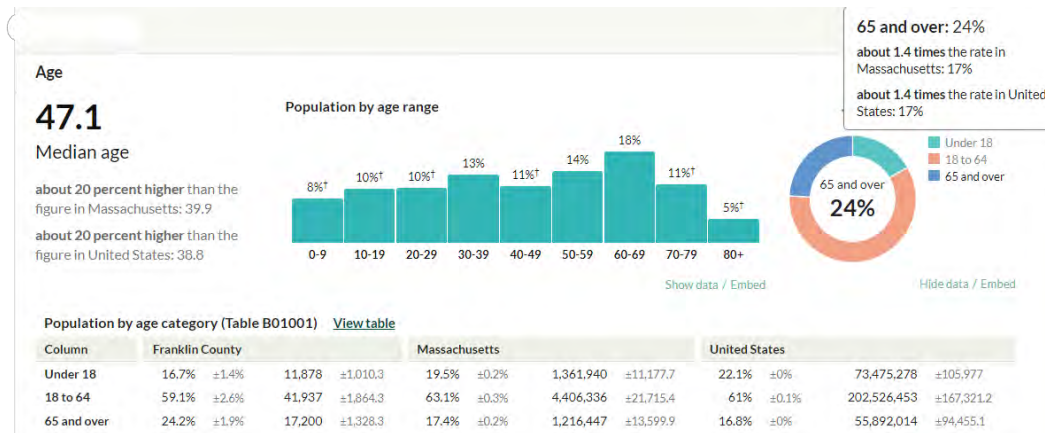 65 and over: 24%
about 1.4 times the rate in
Massachusetts: 17%
about 1.4 times the rate in United
States: 17%
Age
47.1
Median age
about 20 percent higher than the
figure in Massachusetts: 39.9
about 20 percent higher than the
figure in United States: 38.8
Population by age range
8%† 10%† 10%† 13% 11%† 14% 18% 11%† 5%†
0-9 10-19 20-29 30-39 40-49 50-59 60-69 70-79 80+
Show data / Embed
65 and over
24%
Under 18
18 to 64
65 and over
Hide data / Embed
Population by age category (Table B01001) View table
Column Franklin County Massachusetts United States
Under 18 16.7% ±1.4% 11,878 ±1,010.3 19.5% ±0.2% 1,361,940 ±11,177.7 22.1% ±0% 73,475,278 ±105,977
18 to 64 59.1% ±2.6% 41,937 ±1,864.3 63.1% ±0.3% 4,406,336 ±21,715.4 61% ±0.1% 202,526,453 ±167,321.2
65 and over 24.2% ±1.9% 17,200 ±1,328.3 17.4% ±0.2% 1,216,447 ±13,599.9 16.8% ±0% 55,892,014 ±94,455.1